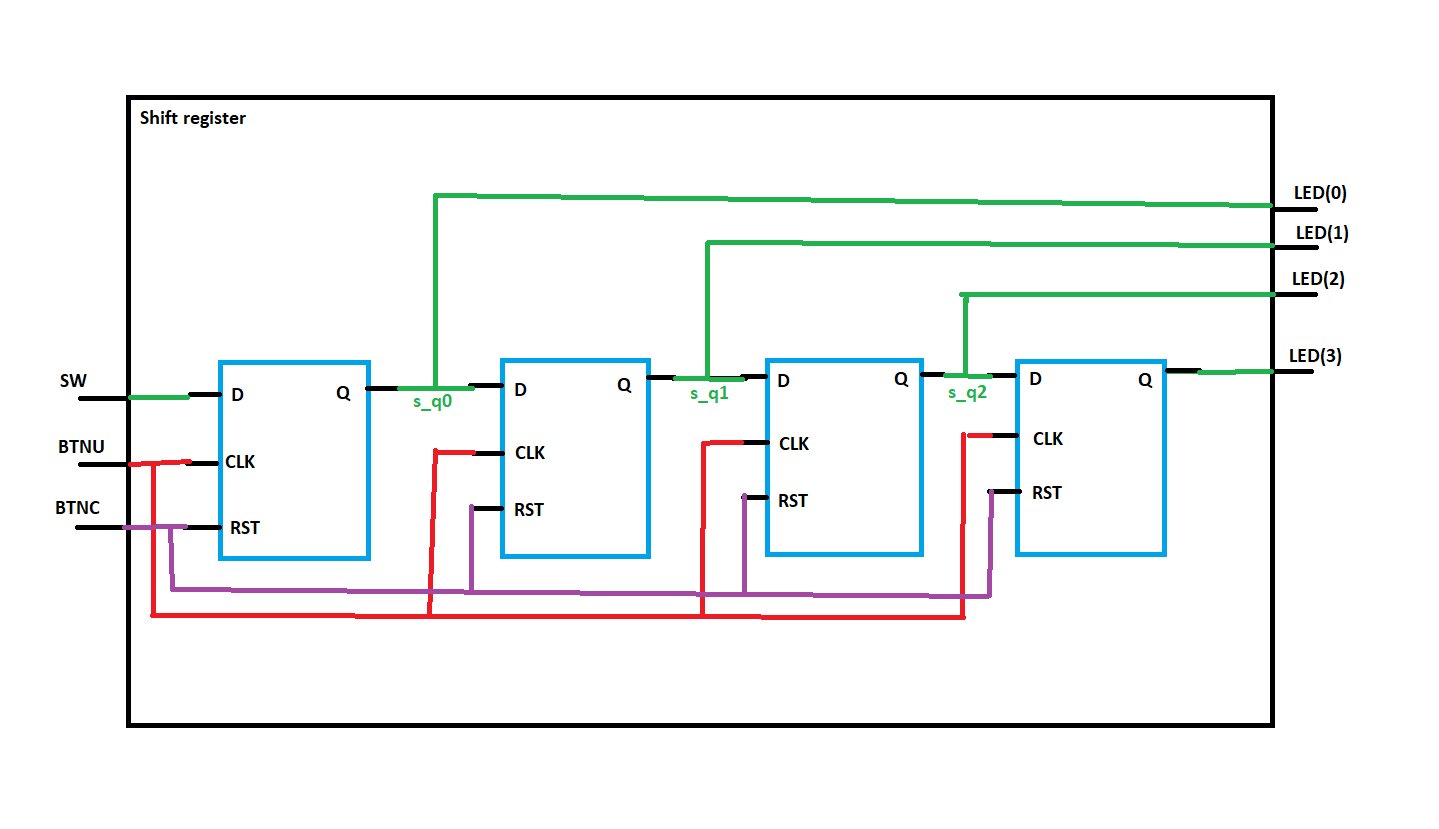 Shift register
LED(0)
LED(1)
LED(2)
LED(3)
SW
D
Q
s_q0
D
Q
s_q1
D
Q
s_q2
D
Q
BTNU
CLK
CLK
CLK
CLK
BTNC
RST
RST
RST
RST